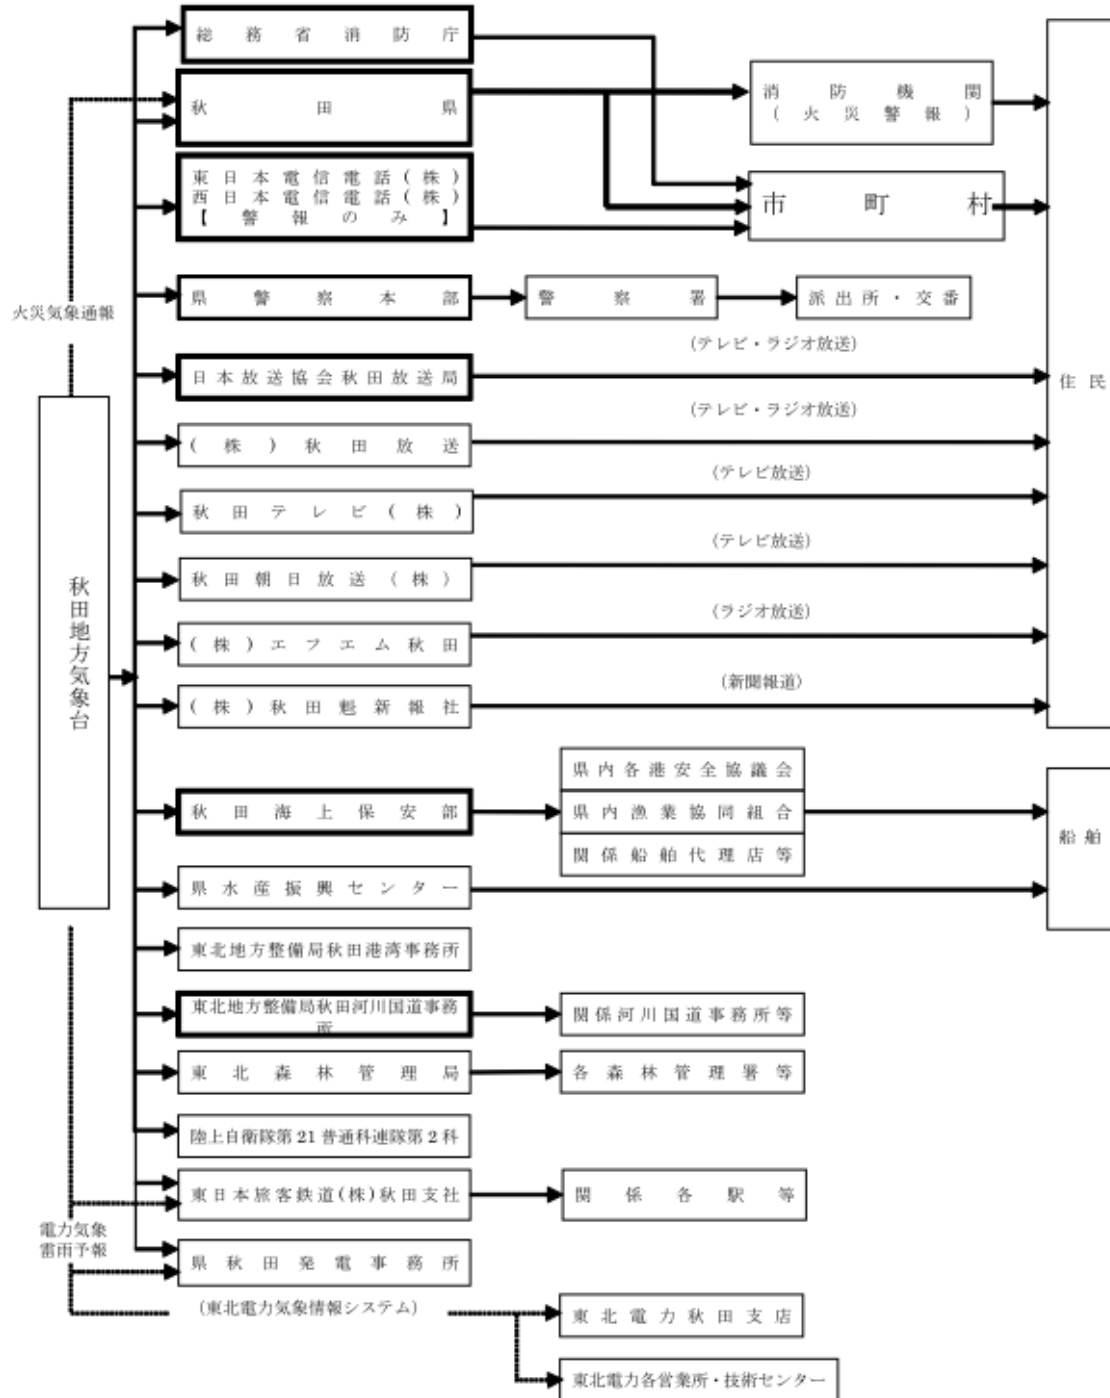 総務省消防庁
秋田県
消防機関
(火災警報)
東日本電信電話(株)
西日本電信電話(株)
【警報のみ】
市町村
県警察本部
警察署
派出所・交番
火災気象通報
(テレビ・ラジオ放送)
日本放送協会秋田放送局
住民
(テレビ・ラジオ放送)
(株)秋田放送
(テレビ放送)
秋田テレビ(株)
(テレビ放送)
秋田朝日放送(株)
秋田地方気象台
(ラジオ放送)
(株)エフエム秋田
(新聞報道)
(株)秋田魁新報社
県内各港安全協議会
秋田海上保安部
県内漁業協同組合
関係船舶代理店等
船舶
県水産振興センター
東北地方整備局秋田港湾事務所
東北地方整備局秋田河川国道事務
所
関係河川国道事務所等
東北森林管理局
各森林管理署等
陸上自衛隊第21普通科連隊第2科
東日本旅客鉄道(株)秋田支社
関係各駅等
電力気象
雷雨予報
県秋田発電事務所
(東北電力気象情報システム)
東北電力秋田支店
東北電力各営業所・技術センター